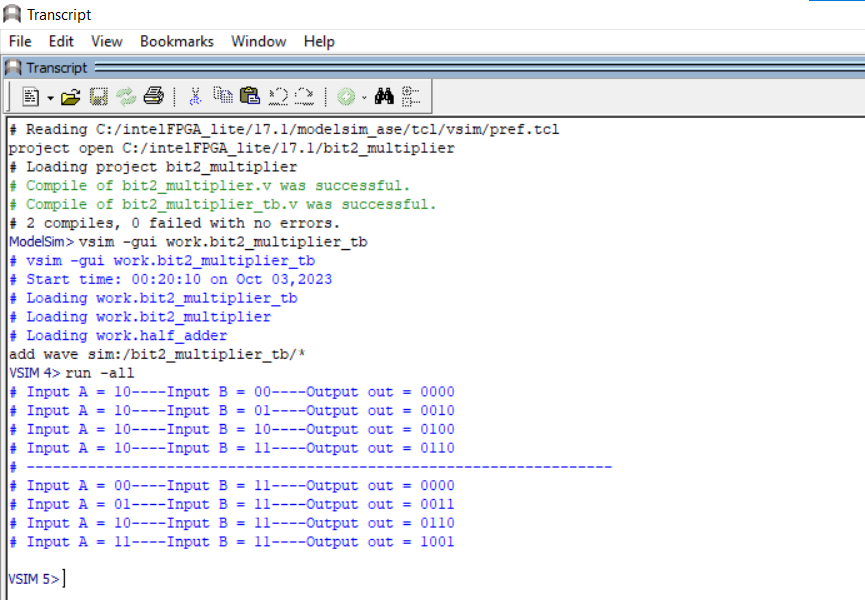 Transcript
File Edit View Bookmarks Window Help
Transcript
# Reading C:/intelFPGA_lite/17.1/modelsim_ase/tcl/vsim/pref.tcl
project open C:/intelFPGA_lite/17.1/bit2_multiplier
# Loading project bit2_multiplier
# Compile of bit2_multiplier.v was successful.
# Compile of bit2_multiplier_tb.v was successful.
# 2 compiles, 0 failed with no errors.
ModelSim> vsim -gui work.bit2_multiplier_tb
# vsim -gui work.bit2_multiplier_tb
# Start time: 00:20:10 on Oct 03,2023
# Loading work.bit2_multiplier_tb
# Loading work.bit2_multiplier
# Loading work.half_adder
add wave sim:/bit2_multiplier_tb/*
VSIM 4> run -all
# Input A = 10----Input B = 00----Output out = 0000
# Input A = 10----Input B = 01----Output out = 0010
# Input A = 10----Input B = 10----Output out = 0100
# Input A = 10----Input B = 11----Output out = 0110
# -------------------------------------------------------------------
# Input A = 00----Input B = 11----Output out = 0000
# Input A = 01----Input B = 11----Output out = 0011
# Input A = 10----Input B = 11----Output out = 0110
# Input A = 11----Input B = 11----Output out = 1001
VSIM 5>